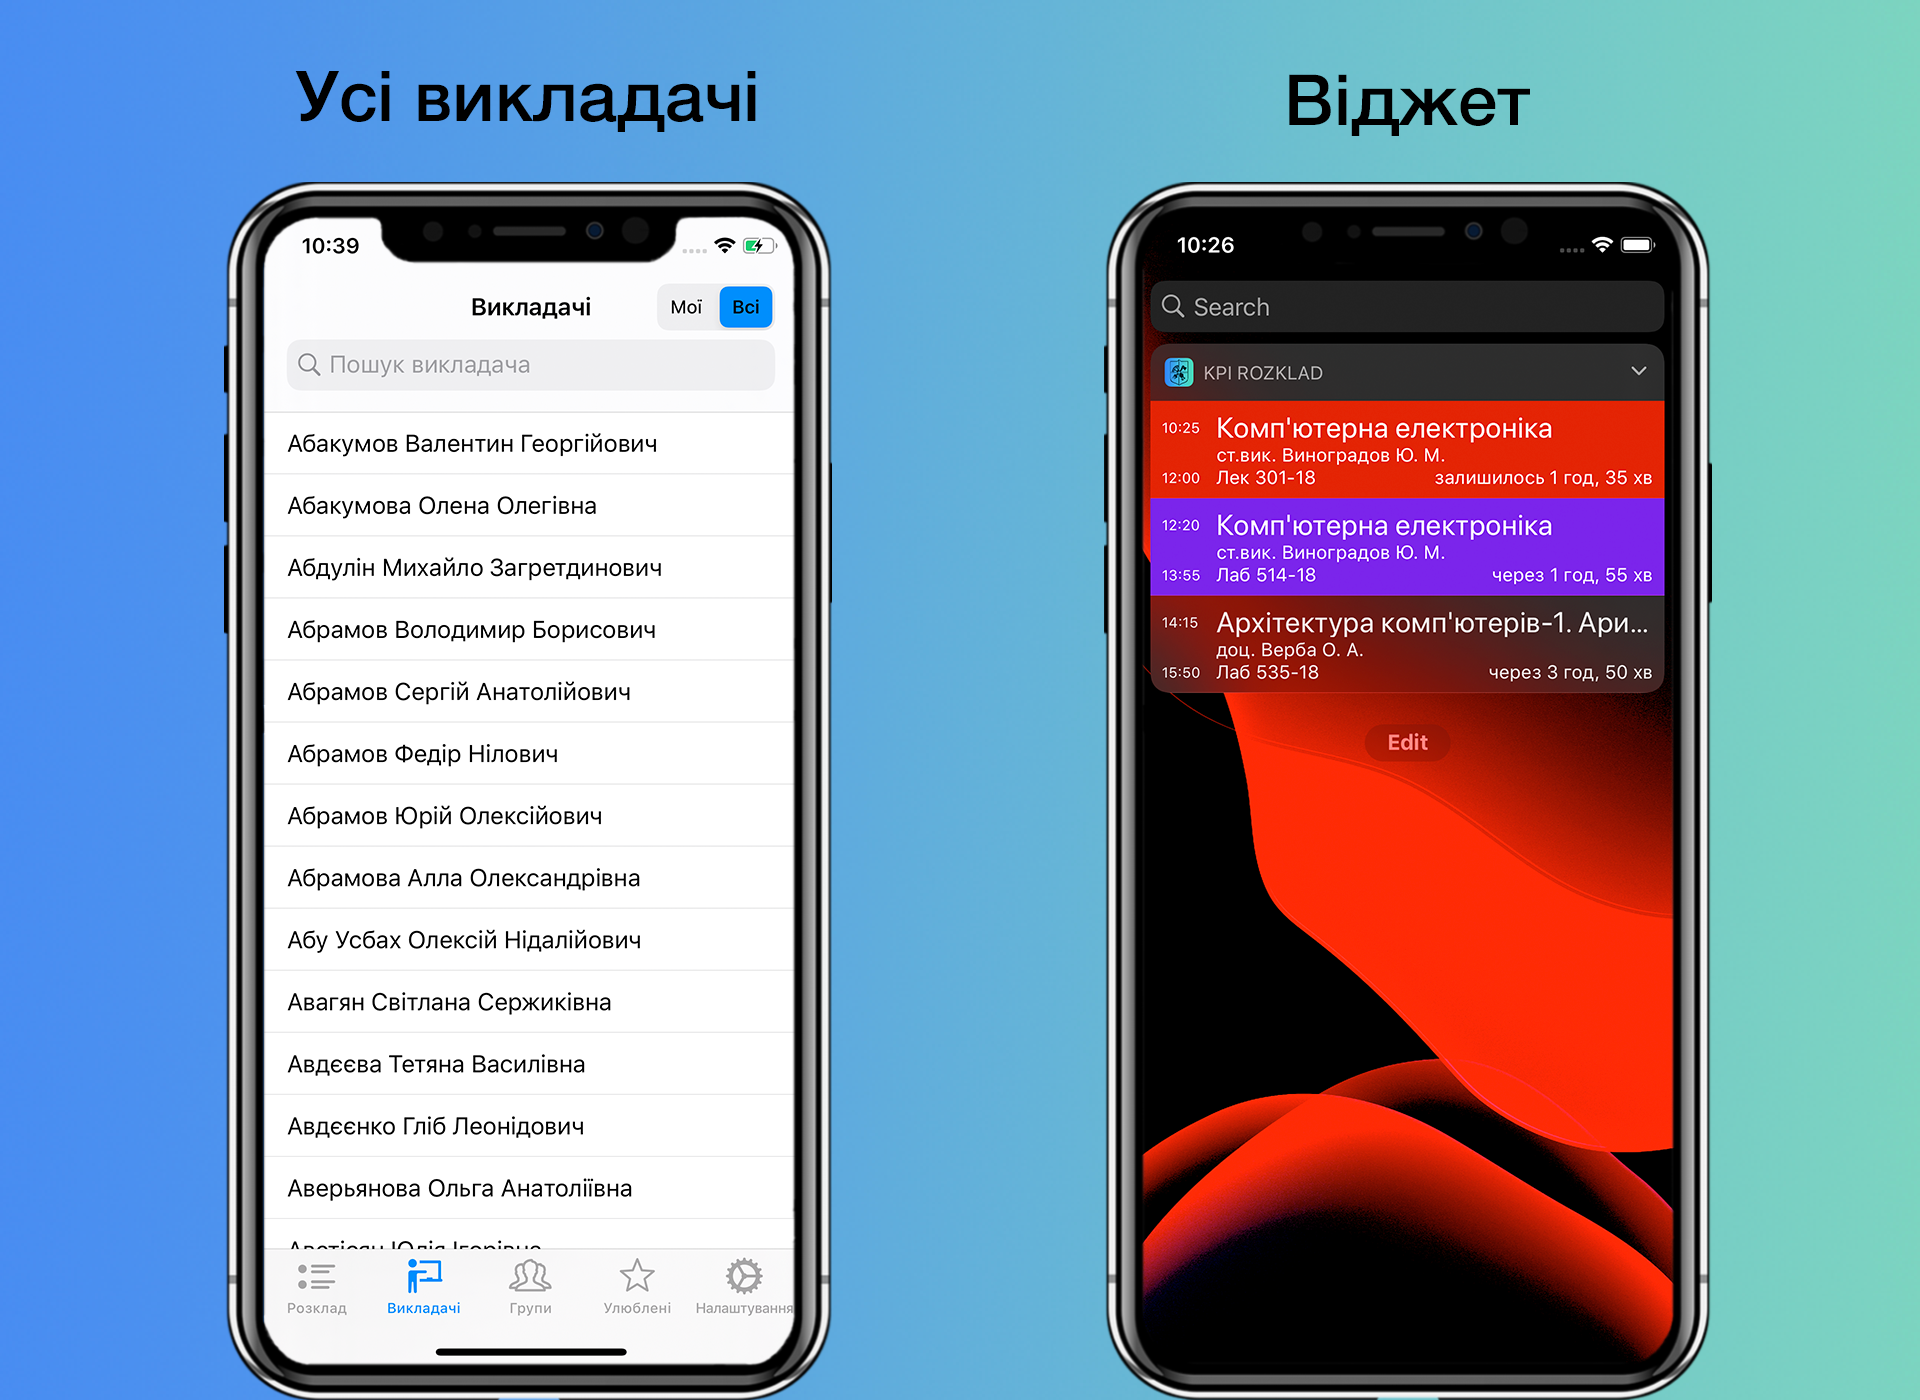 Усі викладачі
10:39
Викладачі
Мої
Всі
Пошук викладача
Абакумов Валентин Георгійович
Абакумова Олена Олегівна
Абдулін Михайло Загретдинович
Абрамов Володимир Борисович
Абрамов Сергій Анатолійович
Абрамов Федір Нілович
Абрамов Юрій Олексійович
Абрамова Алла Олександрівна
Абу Усбах Олексій Нідалійович
Авагян Світлана Сержиківна
Авдєєва Тетяна Василівна
Авдєєнко Гліб Леонідович
Аверьянова Ольга Анатоліївна
Розклад
Викладачі
Групи
Улюблені
Налаштування
Віджет
10:26
Search
KPI ROZKLAD
10:25 Комп'ютерна електроніка
ст.вик. Виноградов Ю. М.
12:00 Лек 301-18 залишилось 1 год, 35 хв
12:20 Комп'ютерна електроніка
ст.вик. Виноградов Ю. М.
13:55 Лаб 514-18 через 1 год, 55 хв
14:15 Архітектура комп'ютерів-1. Ари...
доц. Верба О. А.
15:50 Лаб 535-18 через 3 год, 50 хв
Edit